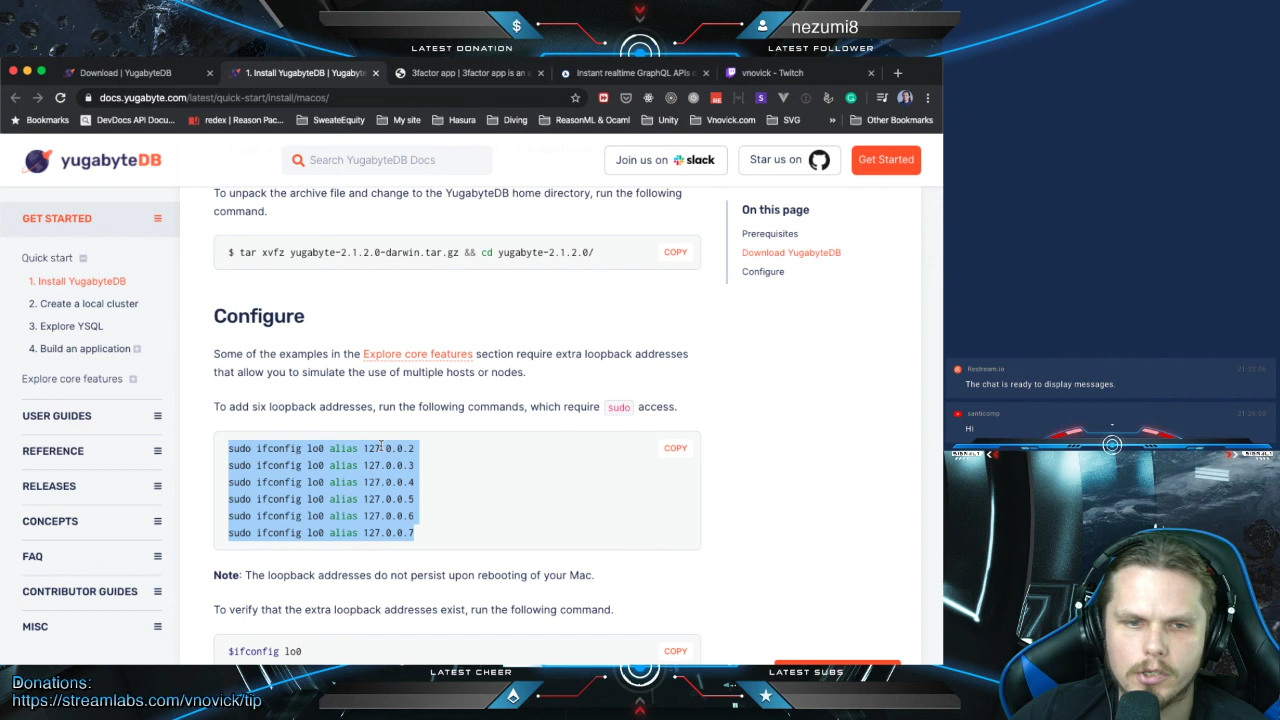 nezumi8
LATEST DONATION
LATEST FOLLOWER
Download | YugabyteDB
1. Install YugabyteDB | Yugabyte
3factor app | 3factor app is an a
Instant realtime GraphQL APIs o
vnovick - Twitch
docs.yugabyte.com/latest/quick-start/install/macos/
Bookmarks
DevDocs API Docu...
redex | Reason Pac...
SweateEquity
My site
Hasura
Diving
ReasonML & Ocaml
Unity
Vnovick.com
SVG
Other Bookmarks
yugabyteDB
Search YugabyteDB Docs
Join us on slack
Star us on
Get Started
GET STARTED
Quick start
1. Install YugabyteDB
2. Create a local cluster
3. Explore YSQL
4. Build an application
Explore core features
USER GUIDES
REFERENCE
RELEASES
CONCEPTS
FAQ
CONTRIBUTOR GUIDES
MISC
To unpack the archive file and change to the YugabyteDB home directory, run the following
command.
$ tar xvfz yugabyte-2.1.2.0-darwin.tar.gz && cd yugabyte-2.1.2.0/
COPY
Configure
Some of the examples in the Explore core features section require extra loopback addresses
that allow you to simulate the use of multiple hosts or nodes.
To add six loopback addresses, run the following commands, which require sudo access.
sudo ifconfig lo0 alias 127.0.0.2
COPY
sudo ifconfig lo0 alias 127.0.0.3
sudo ifconfig lo0 alias 127.0.0.4
sudo ifconfig lo0 alias 127.0.0.5
sudo ifconfig lo0 alias 127.0.0.6
sudo ifconfig lo0 alias 127.0.0.7
Note: The loopback addresses do not persist upon rebooting of your Mac.
To verify that the extra loopback addresses exist, run the following command.
$ifconfig lo0
COPY
On this page
Prerequisites
Download YugabyteDB
Configure
Restream.io
The chat is ready to display messages.
santicomp
Hi
LATEST CHEER
LATEST SUBS
Donations:
https://streamlabs.com/vnovick/tip